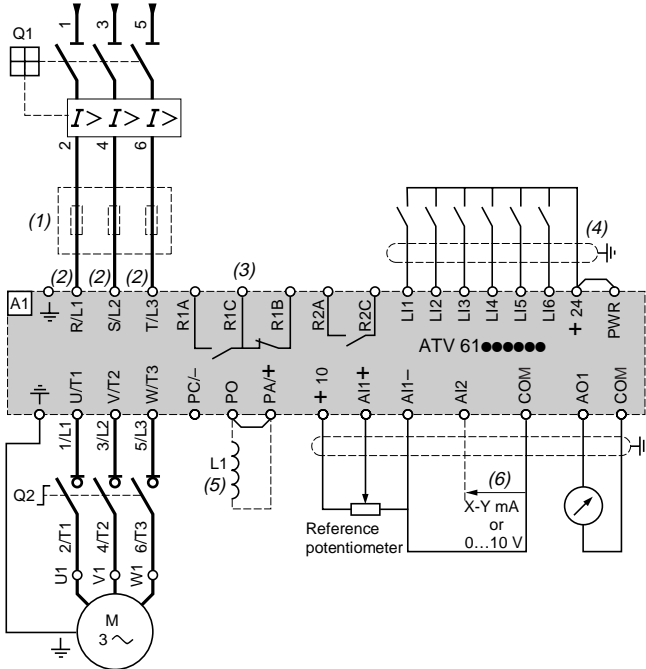 1 3 5
Q1
I> I> I>
2 4 6
(1)
(4)
(2) (2) (2) (3)
A1
R/L1 S/L2 T/L3 R1A R1C R1B R2A R2C LI1 LI2 LI3 LI4 LI5 LI6 + 24 PWR
ATV 61●●●●●●
U/T1 V/T2 W/T3 PC/– PO PA/+ + 10 AI1+ AI1– AI2 COM AO1 COM
1/L1 3/L2 5/L3
L1
(5)
(6)
X-Y mA
or
0...10 V
Q2
2/T1 4/T2 6/T3
Reference
potentiometer
U1 V1 W1
M
3 ~